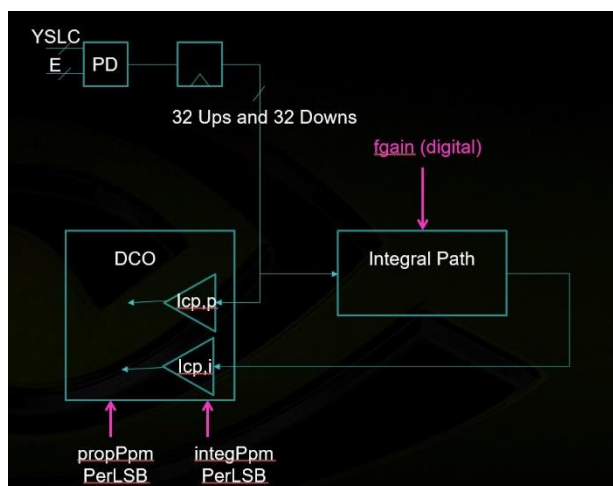 YSLC
E
PD
32 Ups and 32 Downs
fgain (digital)
DCO
Integral Path
Icp,p
Icp,i
propPpm
PerLSB
integPpm
PerLSB